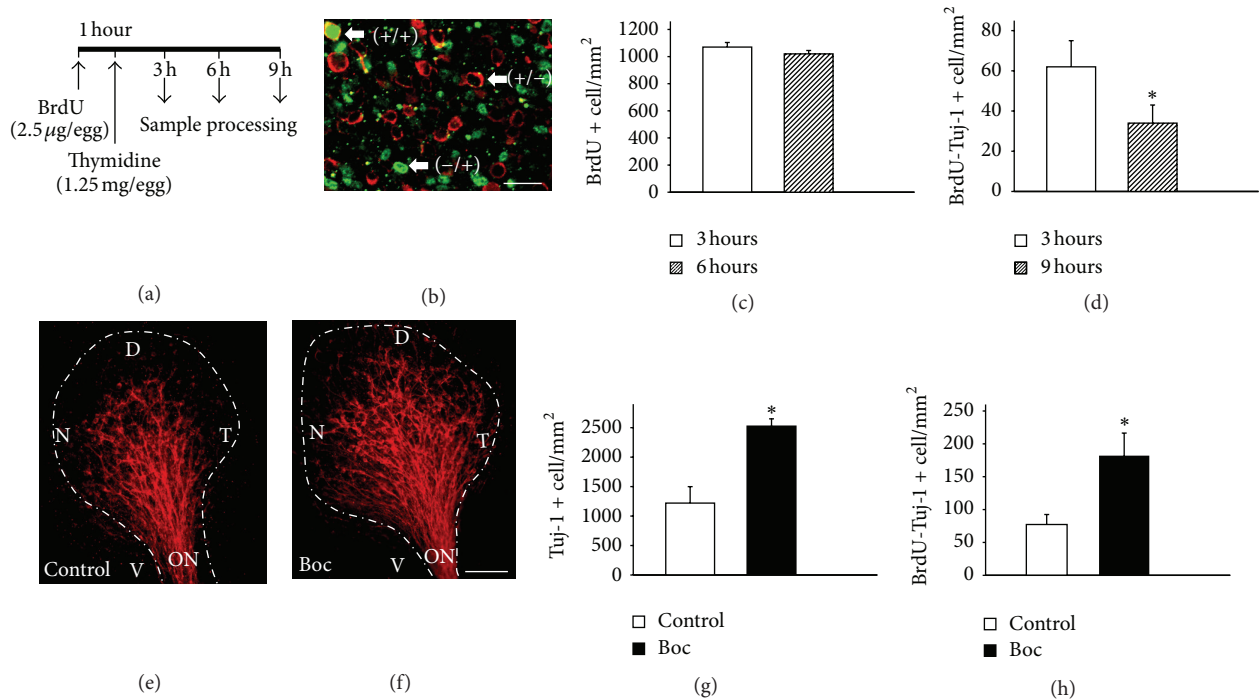 1 hour
3 h 6 h 9 h
BrdU
(2.5 μg/egg)
Sample processing
Thymidine
(1.25 mg/egg)
(a)
(+/+)
(+/−)
(−/+)
(b)
BrdU + cell/mm²
1200
1000
800
600
400
200
0
3 hours
6 hours
(c)
BrdU-Tuj-1 + cell/mm²
80
60
40
20
0
*
3 hours
9 hours
(d)
D
N
T
ON
V
Control
(e)
D
N
T
ON
V
Boc
(f)
Tuj-1 + cell/mm²
2500
2000
1500
1000
500
0
*
Control
Boc
(g)
BrdU-Tuj-1 + cell/mm²
250
200
150
100
50
0
*
Control
Boc
(h)